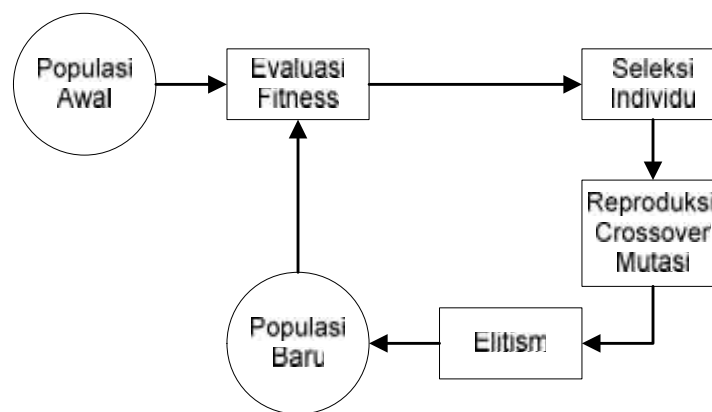 Populasi
Awal
Evaluasi
Fitness
Seleksi
Individu
Reproduksi
Crossover
Mutasi
Elitism
Populasi
Baru